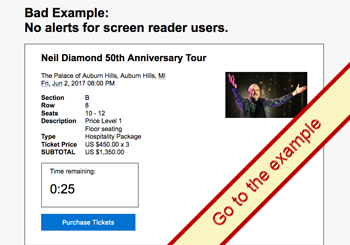 Bad Example:
No alerts for screen reader users.
Neil Diamond 50th Anniversary Tour
The Palace of Auburn Hills, Auburn Hills, MI
Fri, Jun 2, 2017 08:00 PM
Section B
Row 8
Seats 10 - 12
Description Price Level 1
Floor seating
Type Hospitality Package
Ticket Price US $450.00 x 3
SUBTOTAL US $1,350.00
Time remaining:
0:25
Purchase Tickets
Go to the example